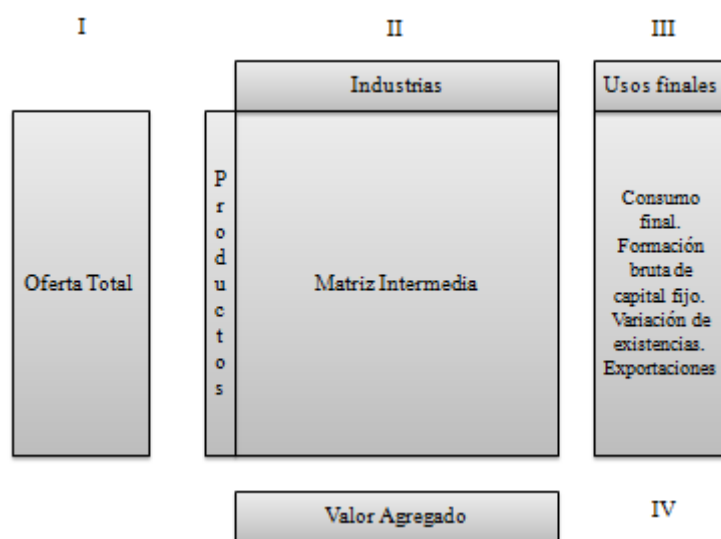 I
II
III
Industrias
Usos finales
Productos
Oferta Total
Matriz Intermedia
Consumo
final.
Formación
bruta de
capital fijo.
Variación de
existencias.
Exportaciones
Valor Agregado
IV